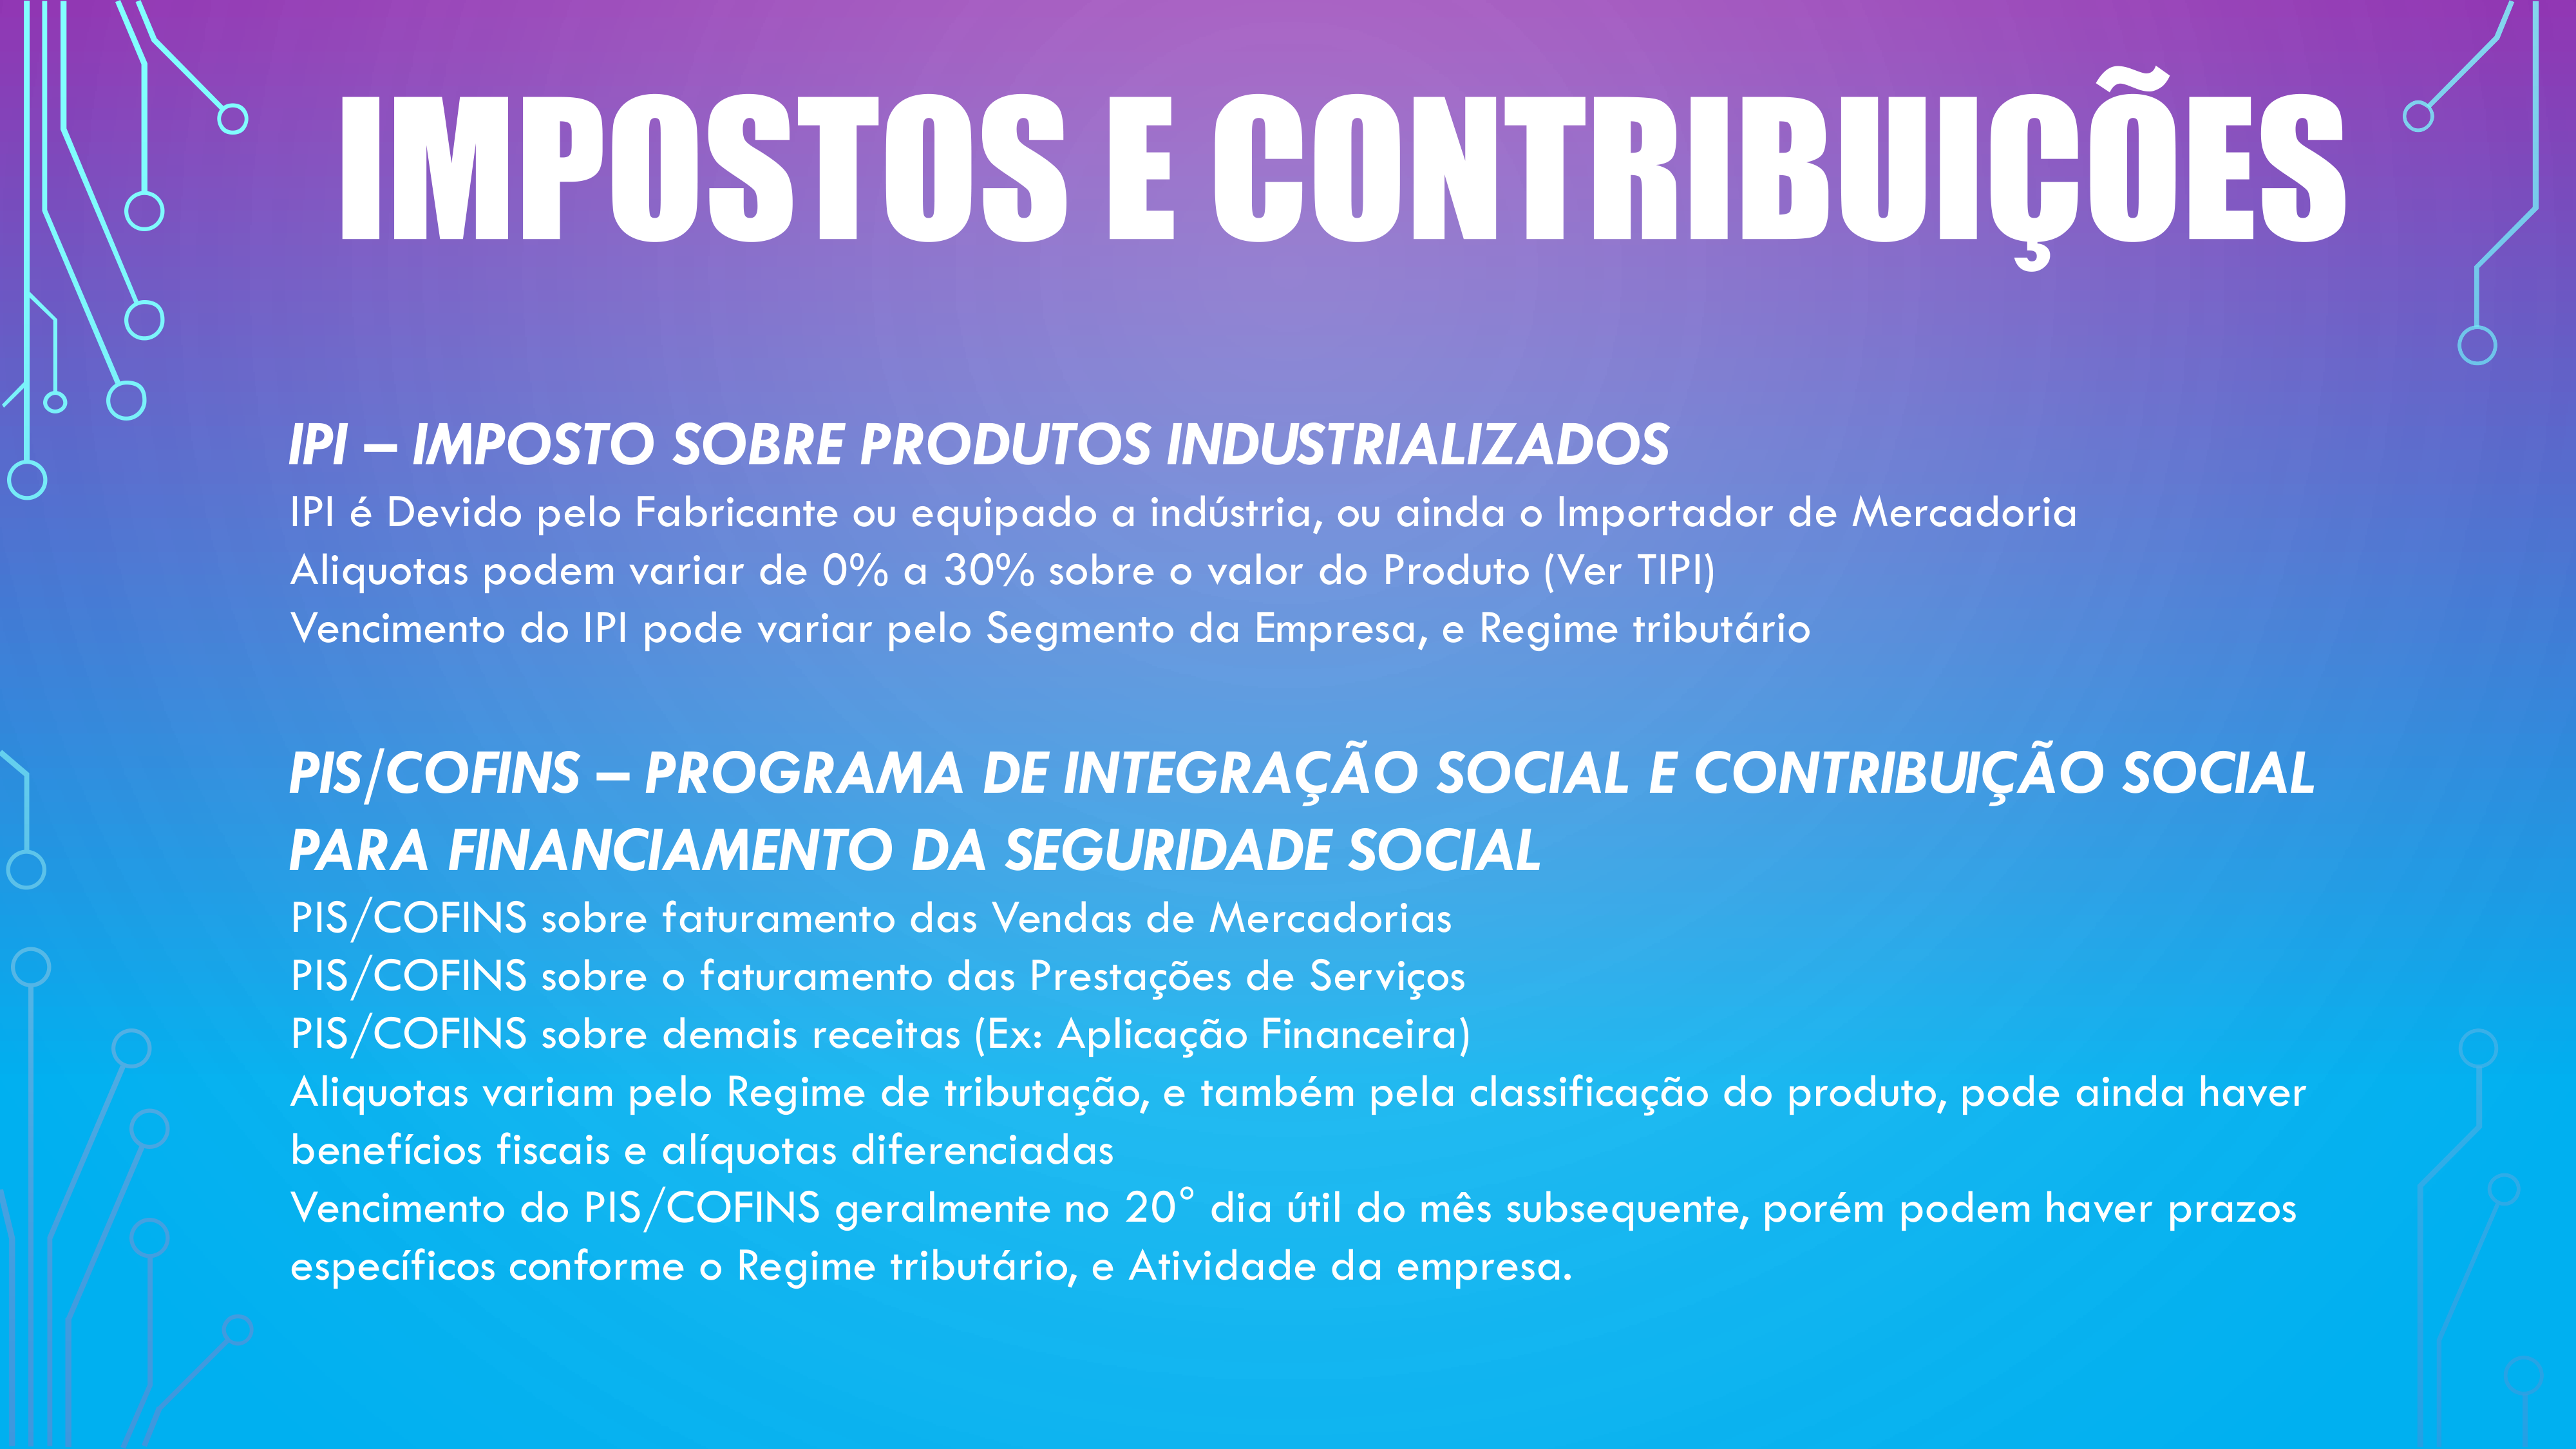 IMPOSTOS E CONTRIBUIÇÕES
IPI – IMPOSTO SOBRE PRODUTOS INDUSTRIALIZADOS
IPI é Devido pelo Fabricante ou equipado a indústria, ou ainda o Importador de Mercadoria
Aliquotas podem variar de 0% a 30% sobre o valor do Produto (Ver TIPI)
Vencimento do IPI pode variar pelo Segmento da Empresa, e Regime tributário
PIS/COFINS – PROGRAMA DE INTEGRAÇÃO SOCIAL E CONTRIBUIÇÃO SOCIAL
PARA FINANCIAMENTO DA SEGURIDADE SOCIAL
PIS/COFINS sobre faturamento das Vendas de Mercadorias
PIS/COFINS sobre o faturamento das Prestações de Serviços
PIS/COFINS sobre demais receitas (Ex: Aplicação Financeira)
Aliquotas variam pelo Regime de tributação, e também pela classificação do produto, pode ainda haver
benefícios fiscais e alíquotas diferenciadas
Vencimento do PIS/COFINS geralmente no 20° dia útil do mês subsequente, porém podem haver prazos
específicos conforme o Regime tributário, e Atividade da empresa.